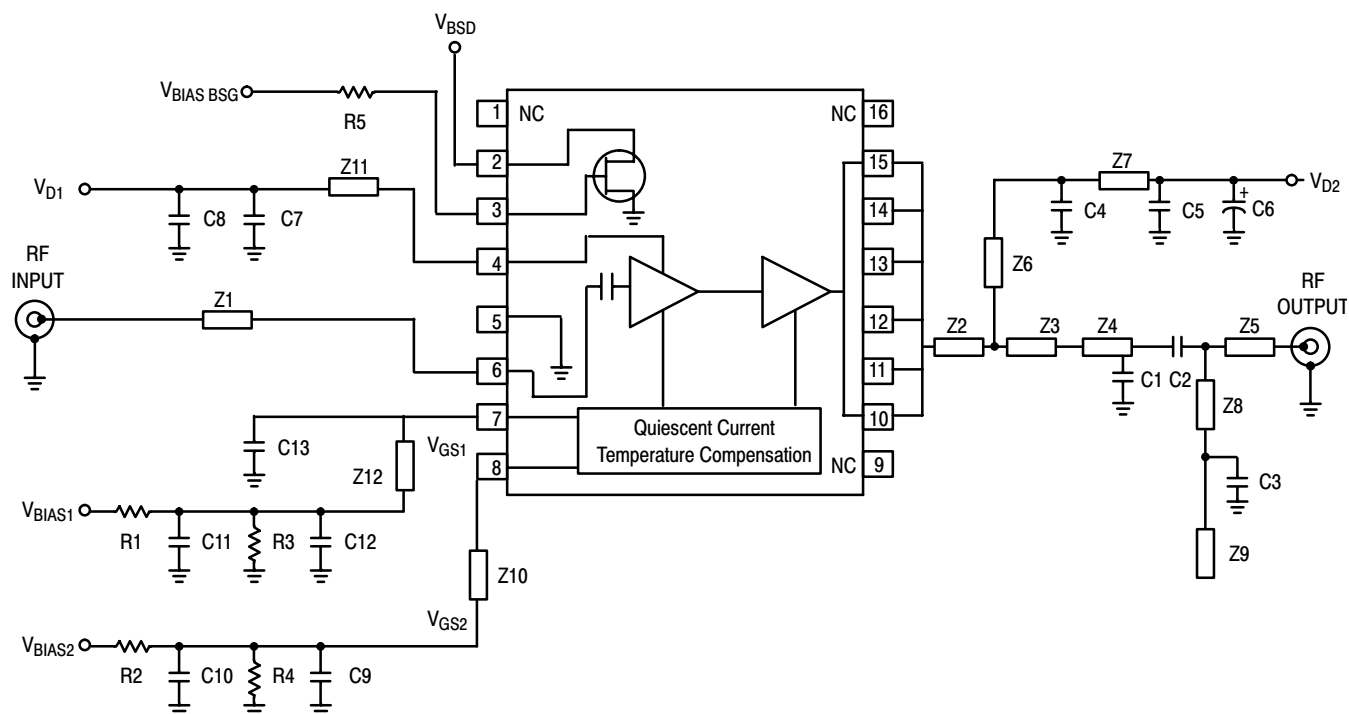 VBSD
VBIAS BSG
R5
1
NC
NC
16
2
15
Z11
VD1
C8
C7
3
14
4
13
RF
INPUT
Z1
5
12
6
11
7
10
Quiescent Current
Temperature Compensation
8
NC
9
VGS1
C13
Z12
VBIAS1
R1
C11
R3
C12
Z10
VGS2
VBIAS2
R2
C10
R4
C9
Z7
VD2
C4
C5
+
C6
Z6
RF
OUTPUT
Z2
Z3
Z4
Z5
C1
C2
Z8
C3
Z9